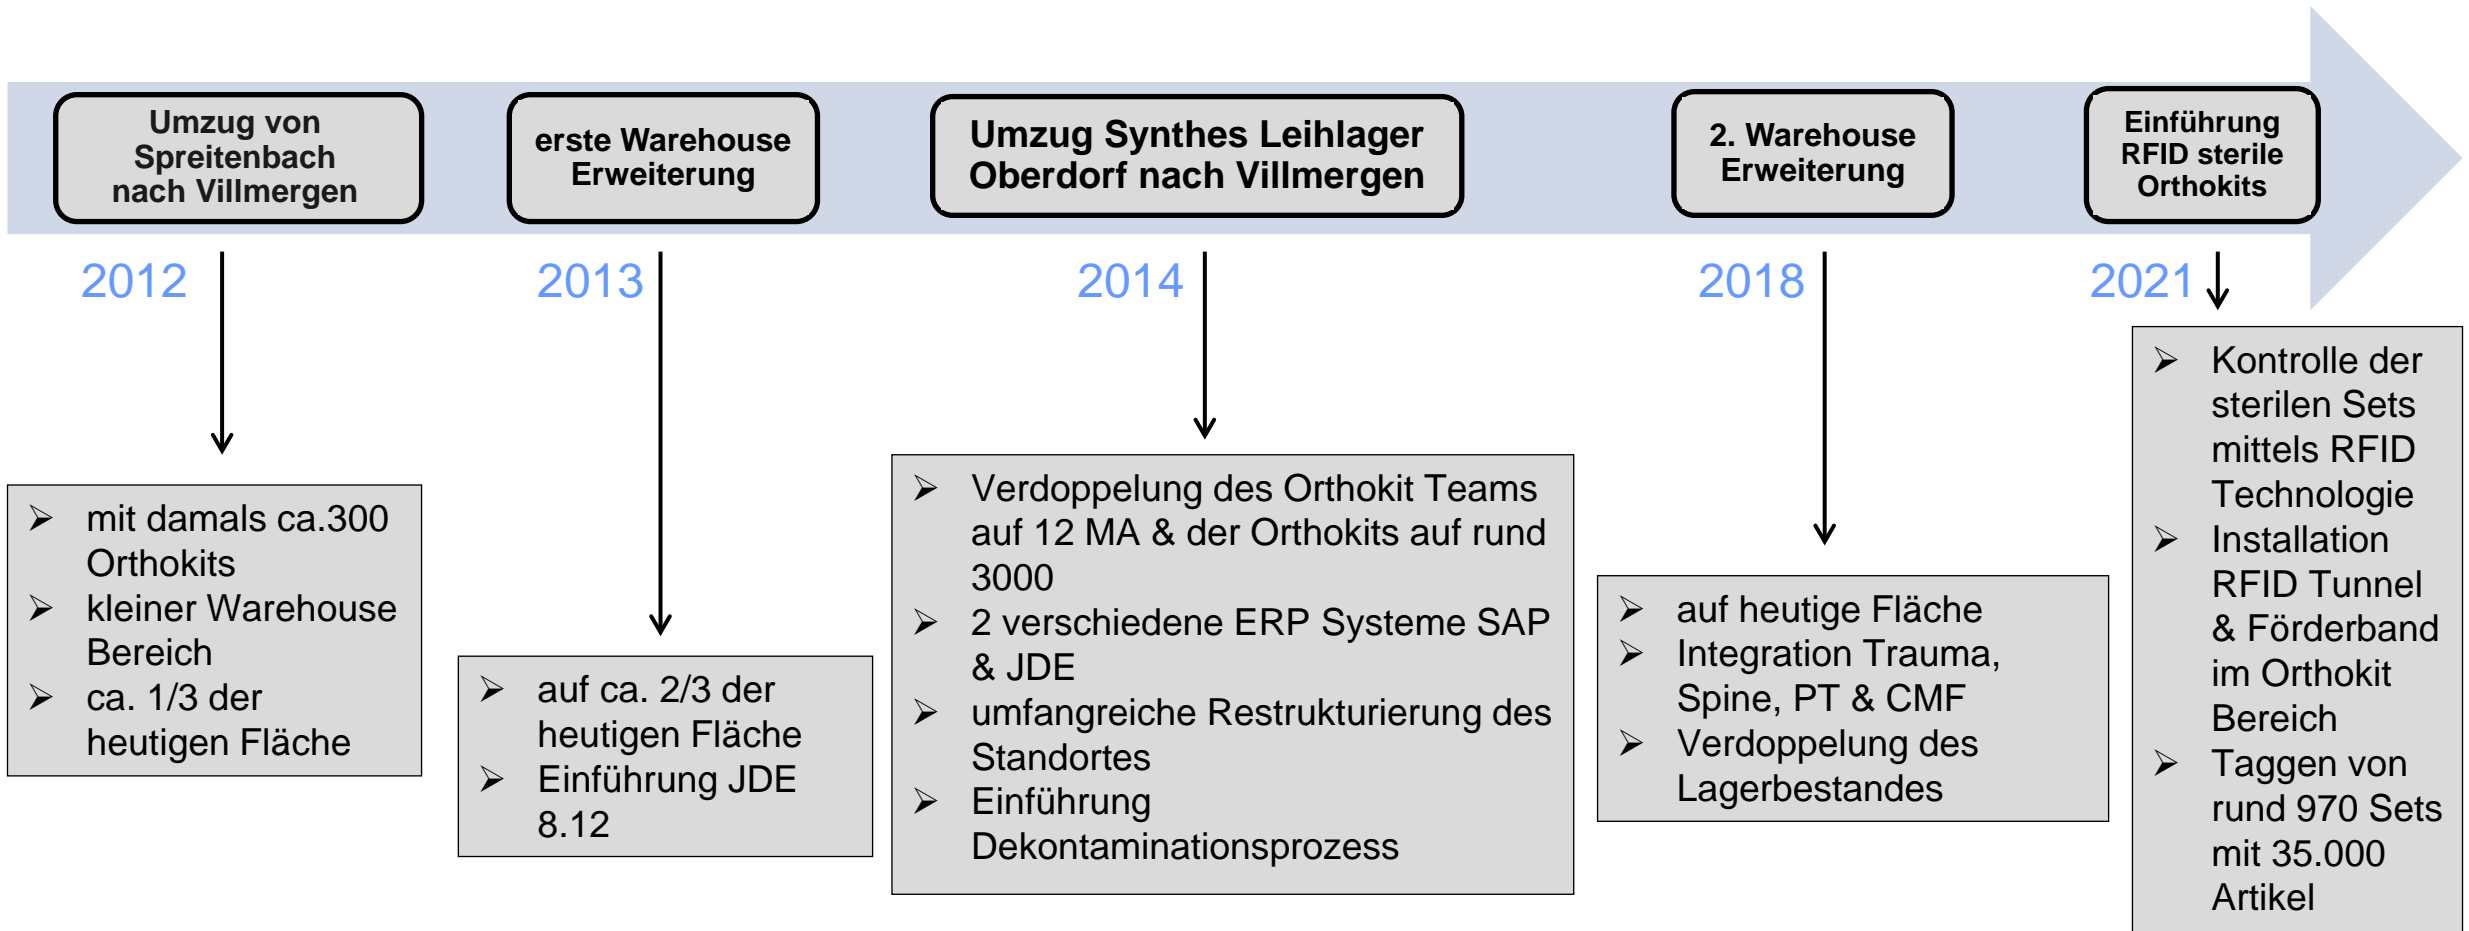 Umzug von
Spreitenbach
nach Villmergen
erste Warehouse
Erweiterung
Umzug Synthes Leihlager
Oberdorf nach Villmergen
2. Warehouse
Erweiterung
Einführung
RFID sterile
Orthokits
2012
2013
2014
2018
2021
➢ mit damals ca.300
Orthokits
➢ kleiner Warehouse
Bereich
➢ ca. 1/3 der
heutigen Fläche
➢ auf ca. 2/3 der
heutigen Fläche
➢ Einführung JDE
8.12
➢ Verdoppelung des Orthokit Teams
auf 12 MA & der Orthokits auf rund
3000
➢ 2 verschiedene ERP Systeme SAP
& JDE
➢ umfangreiche Restrukturierung des
Standortes
➢ Einführung
Dekontaminationsprozess
➢ auf heutige Fläche
➢ Integration Trauma,
Spine, PT & CMF
➢ Verdoppelung des
Lagerbestandes
➢ Kontrolle der
sterilen Sets
mittels RFID
Technologie
➢ Installation
RFID Tunnel
& Förderband
im Orthokit
Bereich
➢ Taggen von
rund 970 Sets
mit 35.000
Artikel